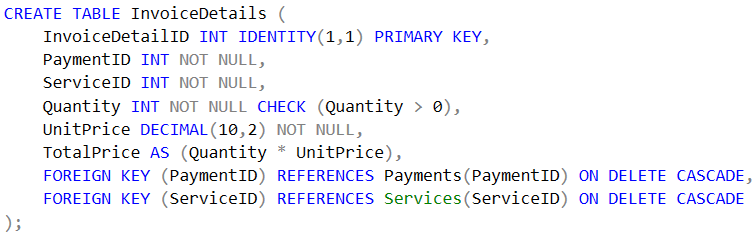 CREATE TABLE InvoiceDetails (
    InvoiceDetailID INT IDENTITY(1,1) PRIMARY KEY,
    PaymentID INT NOT NULL,
    ServiceID INT NOT NULL,
    Quantity INT NOT NULL CHECK (Quantity > 0),
    UnitPrice DECIMAL(10,2) NOT NULL,
    TotalPrice AS (Quantity * UnitPrice),
    FOREIGN KEY (PaymentID) REFERENCES Payments(PaymentID) ON DELETE CASCADE,
    FOREIGN KEY (ServiceID) REFERENCES Services(ServiceID) ON DELETE CASCADE
);